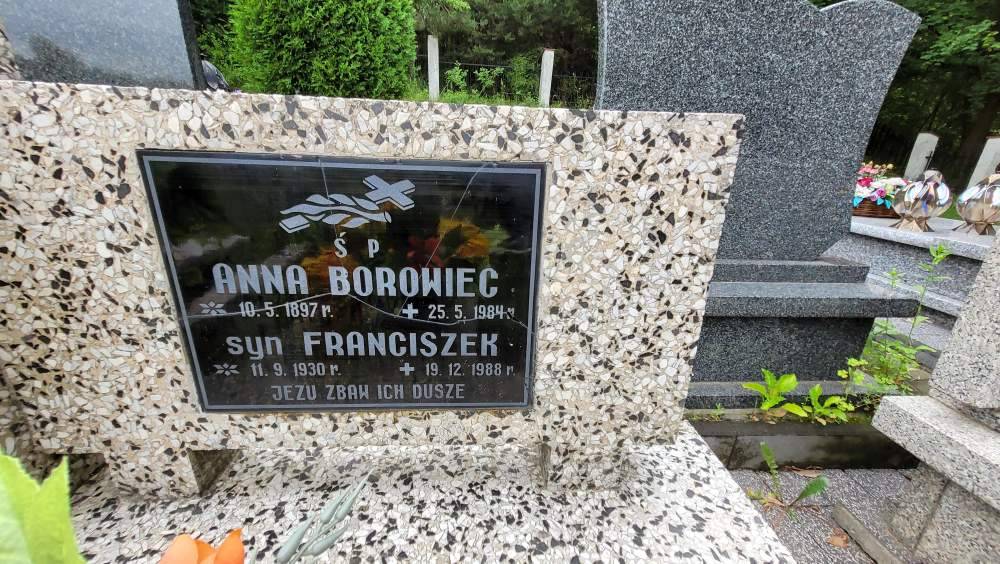 Ś P
ANNA BOROWIEC
10. 5. 1897 r. 25. 5. 1984 r.
syn FRANCISZEK
11. 9. 1930 r. 19. 12. 1988 r.
JEZU ZBAW ICH DUSZE